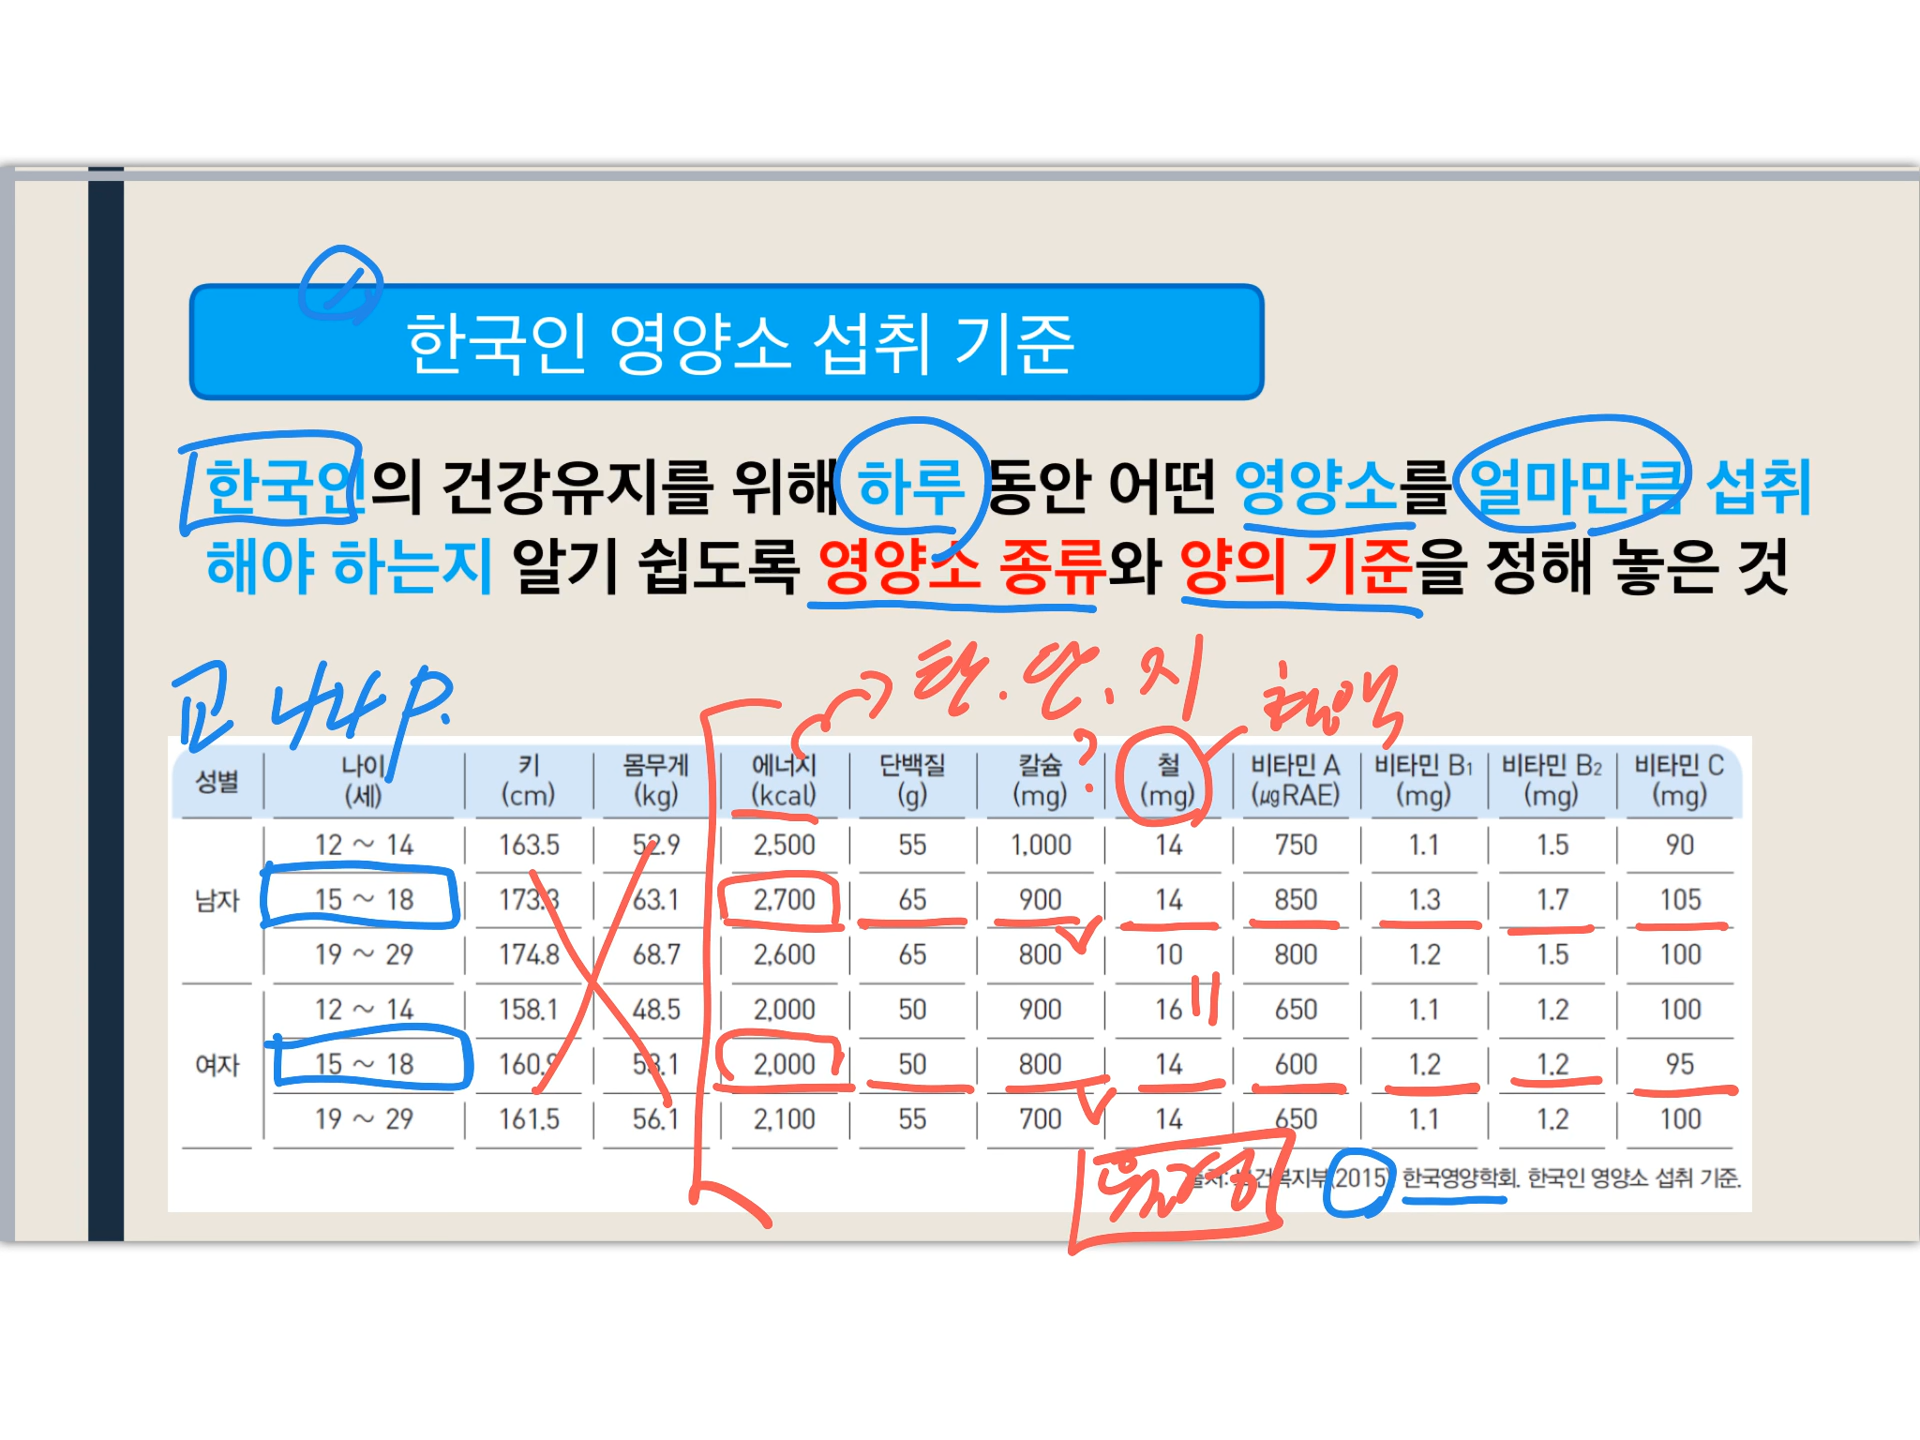 한국인 영양소 섭취 기준
한국인의 건강유지를 위해 하루 동안 어떤 영양소를 얼마만큼 섭취
해야 하는지 알기 쉽도록 영양소 종류와 양의 기준을 정해 놓은 것
교 44p.
탄.단.지
혈액
성별 나이 (세) 키 (cm) 몸무게 (kg) 에너지 (kcal) 단백질 (g) 칼슘 (mg) ? 철 (mg) 비타민 A (㎍RAE) 비타민 B₁ (mg) 비타민 B₂ (mg) 비타민 C (mg)
남자 12 ~ 14 163.5 52.9 2,500 55 1,000 14 750 1.1 1.5 90
15 ~ 18 173.3 63.1 2,700 65 900 14 850 1.3 1.7 105
19 ~ 29 174.8 68.7 2,600 65 800 10 800 1.2 1.5 100
여자 12 ~ 14 158.1 48.5 2,000 50 900 16 650 1.1 1.2 100
15 ~ 18 160.9 53.1 2,000 50 800 14 600 1.2 1.2 95
19 ~ 29 161.5 56.1 2,100 55 700 14 650 1.1 1.2 100
출처: 보건복지부(2015) 한국영양학회. 한국인 영양소 섭취 기준.